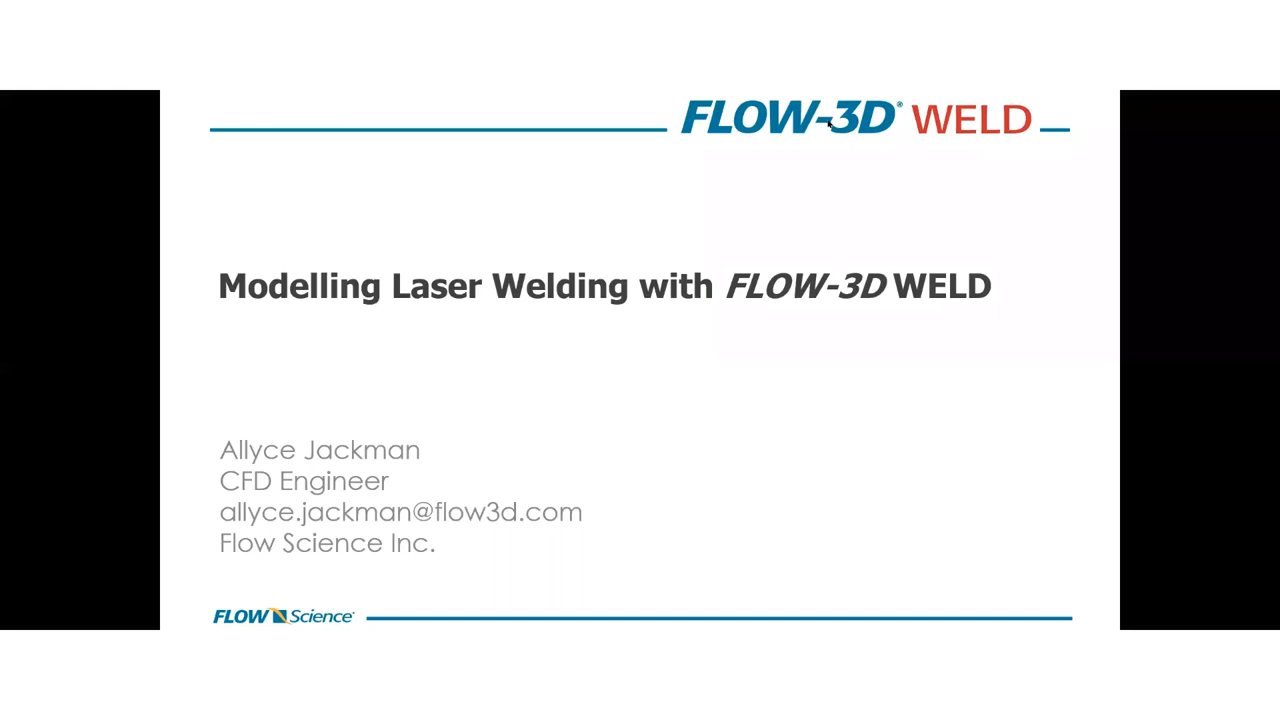 FLOW-3D® WELD
Modelling Laser Welding with FLOW-3D WELD
Allyce Jackman
CFD Engineer
allyce.jackman@flow3d.com
Flow Science Inc.
FLOW Science